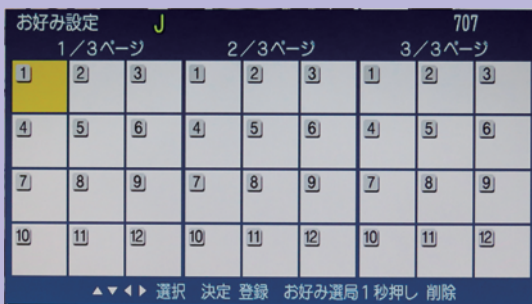 お好み設定 J 707
1/3ページ 2/3ページ 3/3ページ
1 2 3 1 2 3 1 2 3
4 5 6 4 5 6 4 5 6
7 8 9 7 8 9 7 8 9
10 11 12 10 11 12 10 11 12
▲▼◀▶ 選択 決定 登録 お好み選局1秒押し 削除